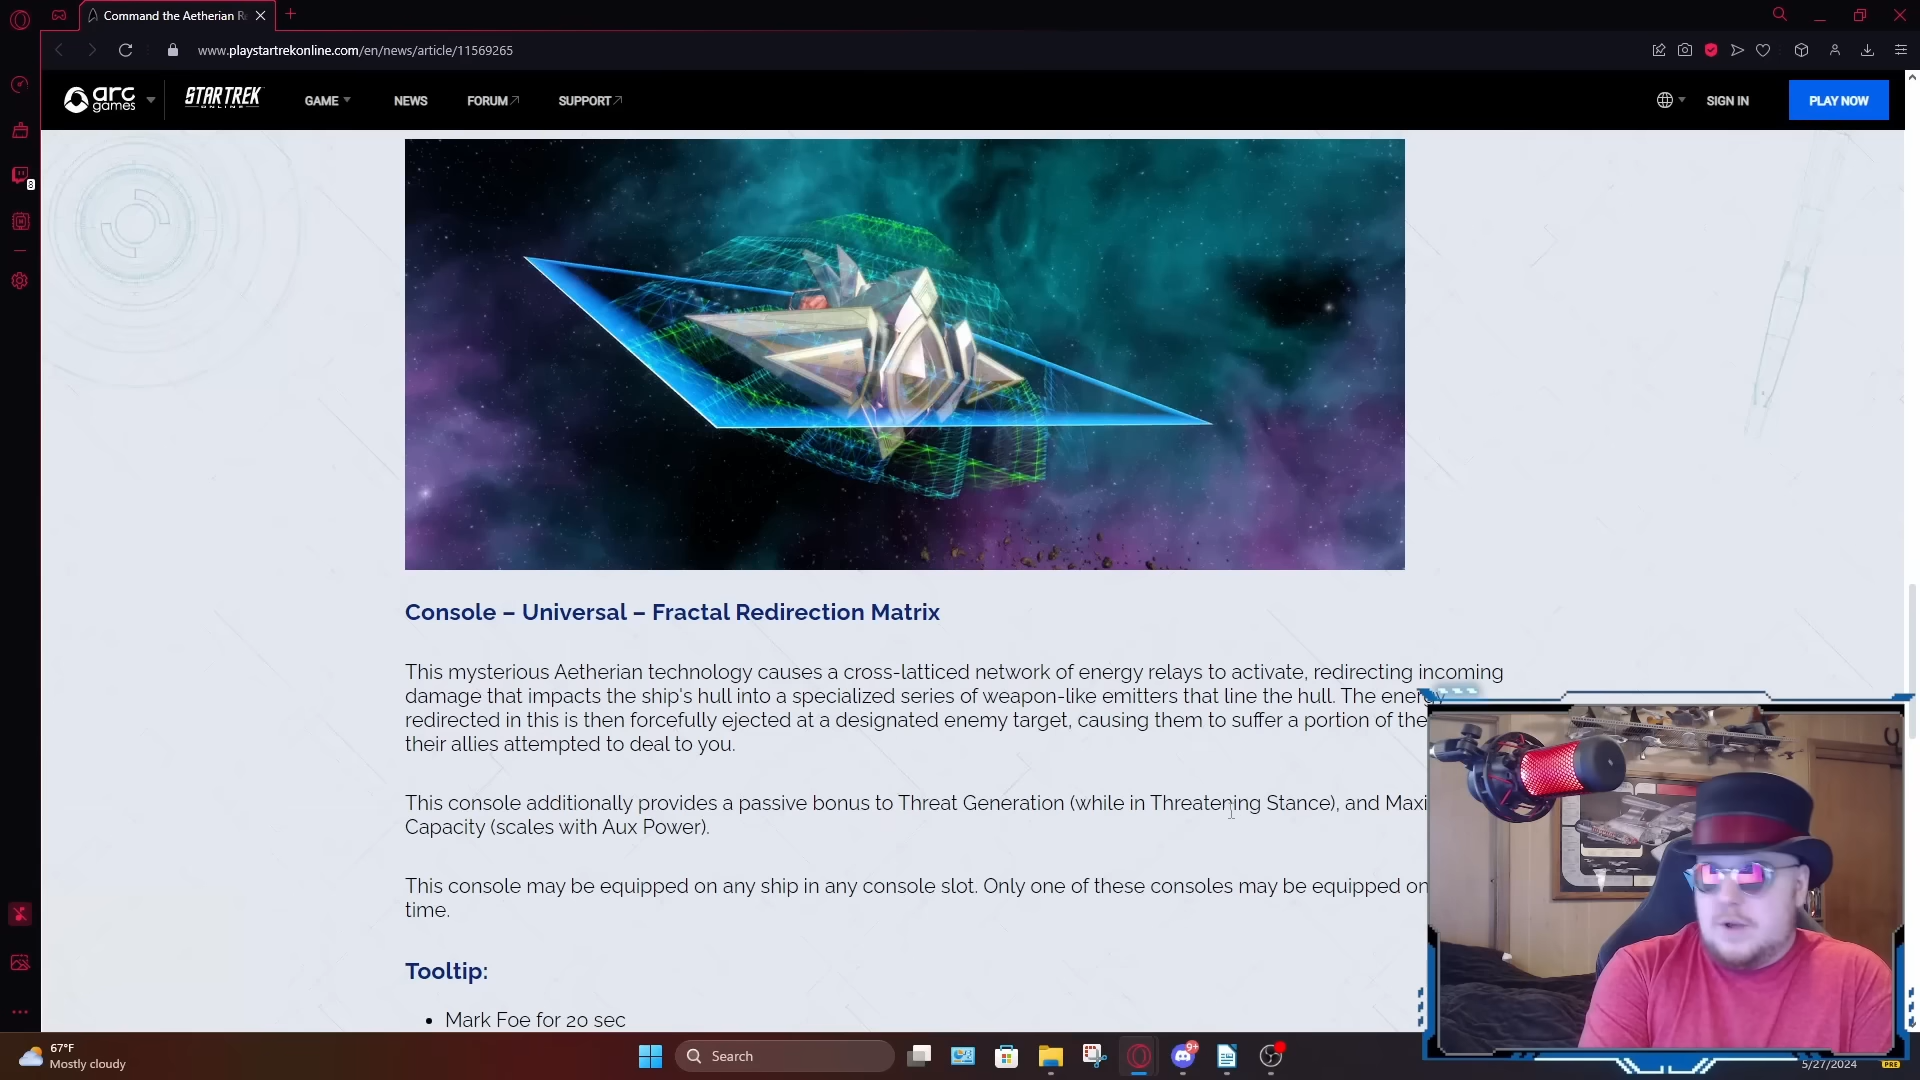 Command the Aetherian R
www.playstartrekonline.com/en/news/article/11569265
arc games
STAR TREK ONLINE
GAME
NEWS
FORUM
SUPPORT
SIGN IN
PLAY NOW
8
Console – Universal – Fractal Redirection Matrix
This mysterious Aetherian technology causes a cross-latticed network of energy relays to activate, redirecting incoming
damage that impacts the ship's hull into a specialized series of weapon-like emitters that line the hull. The energy
redirected in this is then forcefully ejected at a designated enemy target, causing them to suffer a portion of the
their allies attempted to deal to you.
This console additionally provides a passive bonus to Threat Generation (while in Threatening Stance), and Maxi
Capacity (scales with Aux Power).
This console may be equipped on any ship in any console slot. Only one of these consoles may be equipped on
time.
Tooltip:
• Mark Foe for 20 sec
67°F
Mostly cloudy
Search
9+
5/27/2024
PRE